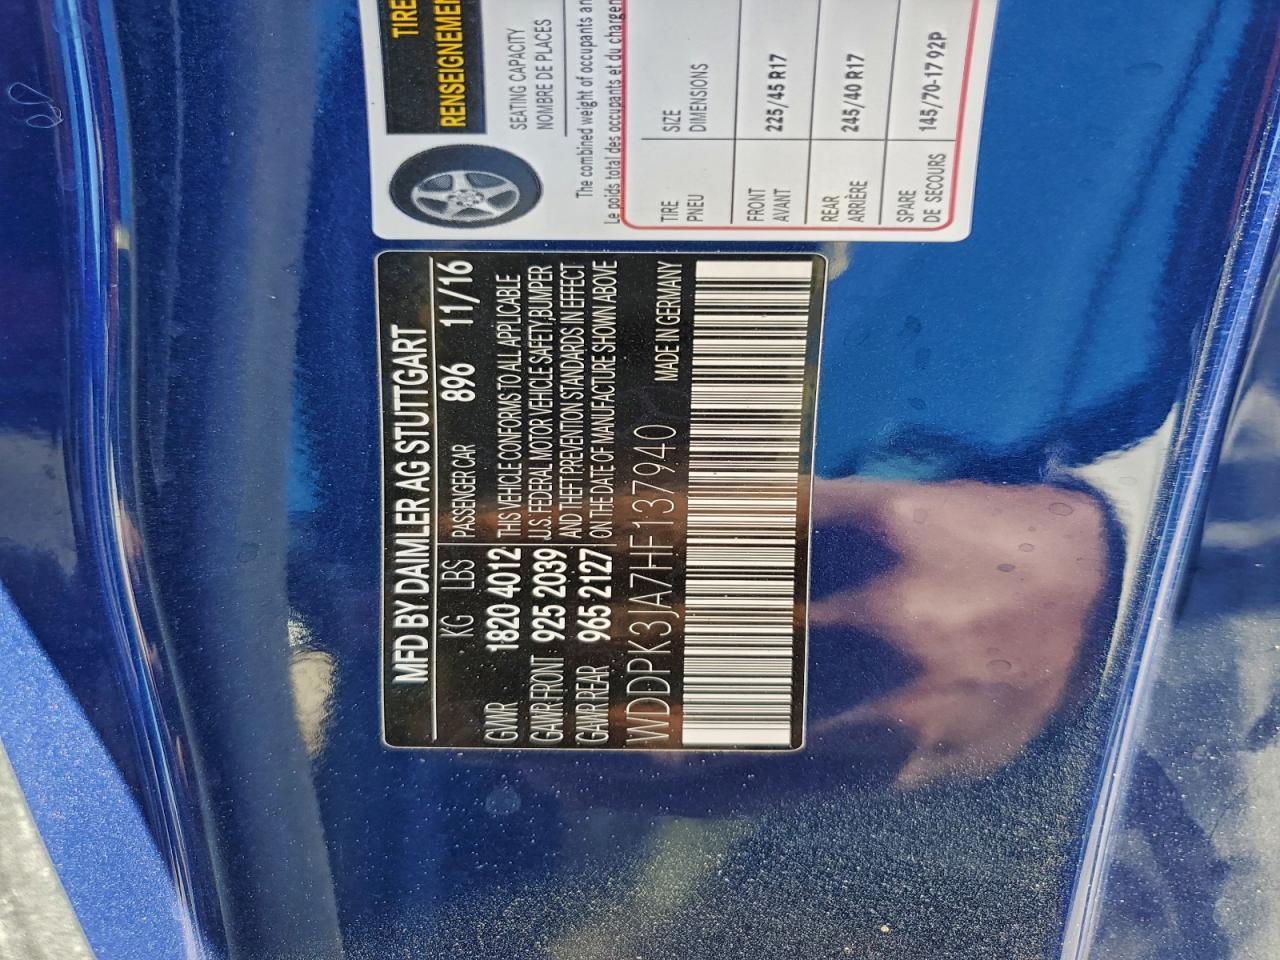 MFD BY DAIMLER AG STUTTGART
KG LBS PASSENGER CAR 896 11/16
GVWR 1820 4012 THIS VEHICLE CONFORMS TO ALL APPLICABLE
GAWR FRONT 925 2039 U.S. FEDERAL MOTOR VEHICLE SAFETY, BUMPER
GAWR REAR 965 2127 AND THEFT PREVENTION STANDARDS IN EFFECT
ON THE DATE OF MANUFACTURE SHOWN ABOVE
WDDPK3JA7HF137940 MADE IN GERMANY
TIRE
RENSEIGNEMEN
SEATING CAPACITY
NOMBRE DE PLACES
The combined weight of occupants an
Le poids total des occupants et du chargem
TIRE SIZE
PNEU DIMENSIONS
FRONT
AVANT 225/45 R17
REAR
ARRIÈRE 245/40 R17
SPARE
DE SECOURS 145/70-17 92P